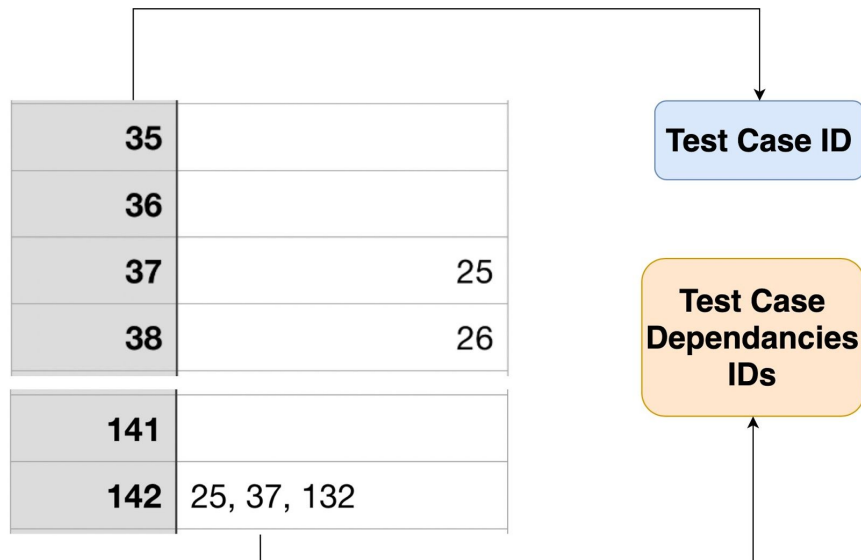 35
36
37 25
38 26
141
142 25, 37, 132
Test Case ID
Test Case
Dependancies
IDs